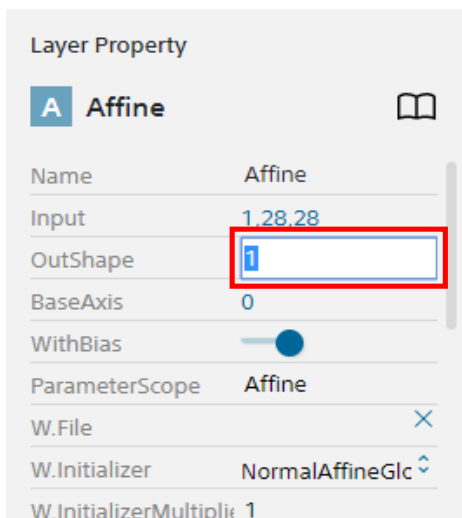 Layer Property
A Affine
Name Affine
Input 1,28,28
OutShape 1
BaseAxis 0
WithBias
ParameterScope Affine
W.File
W.Initializer NormalAffineGlc
W.InitializerMultiplie 1